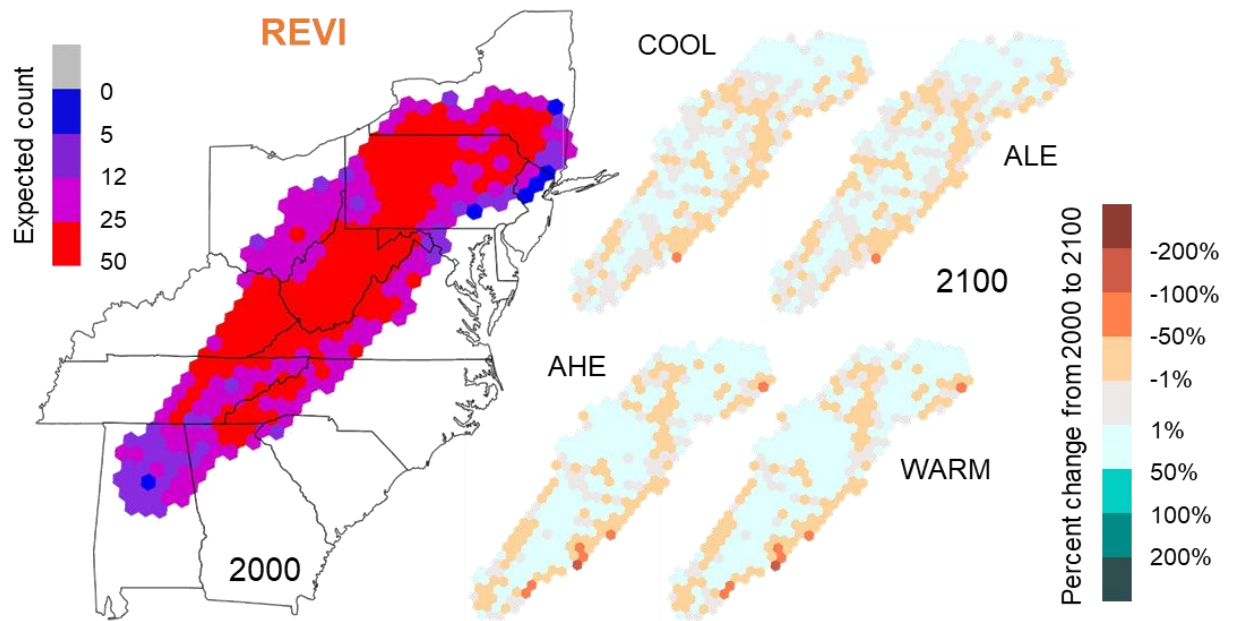 REVI
Expected count
0
5
12
25
50
2000
COOL
ALE
2100
AHE
WARM
Percent change from 2000 to 2100
-200%
-100%
-50%
-1%
1%
50%
100%
200%